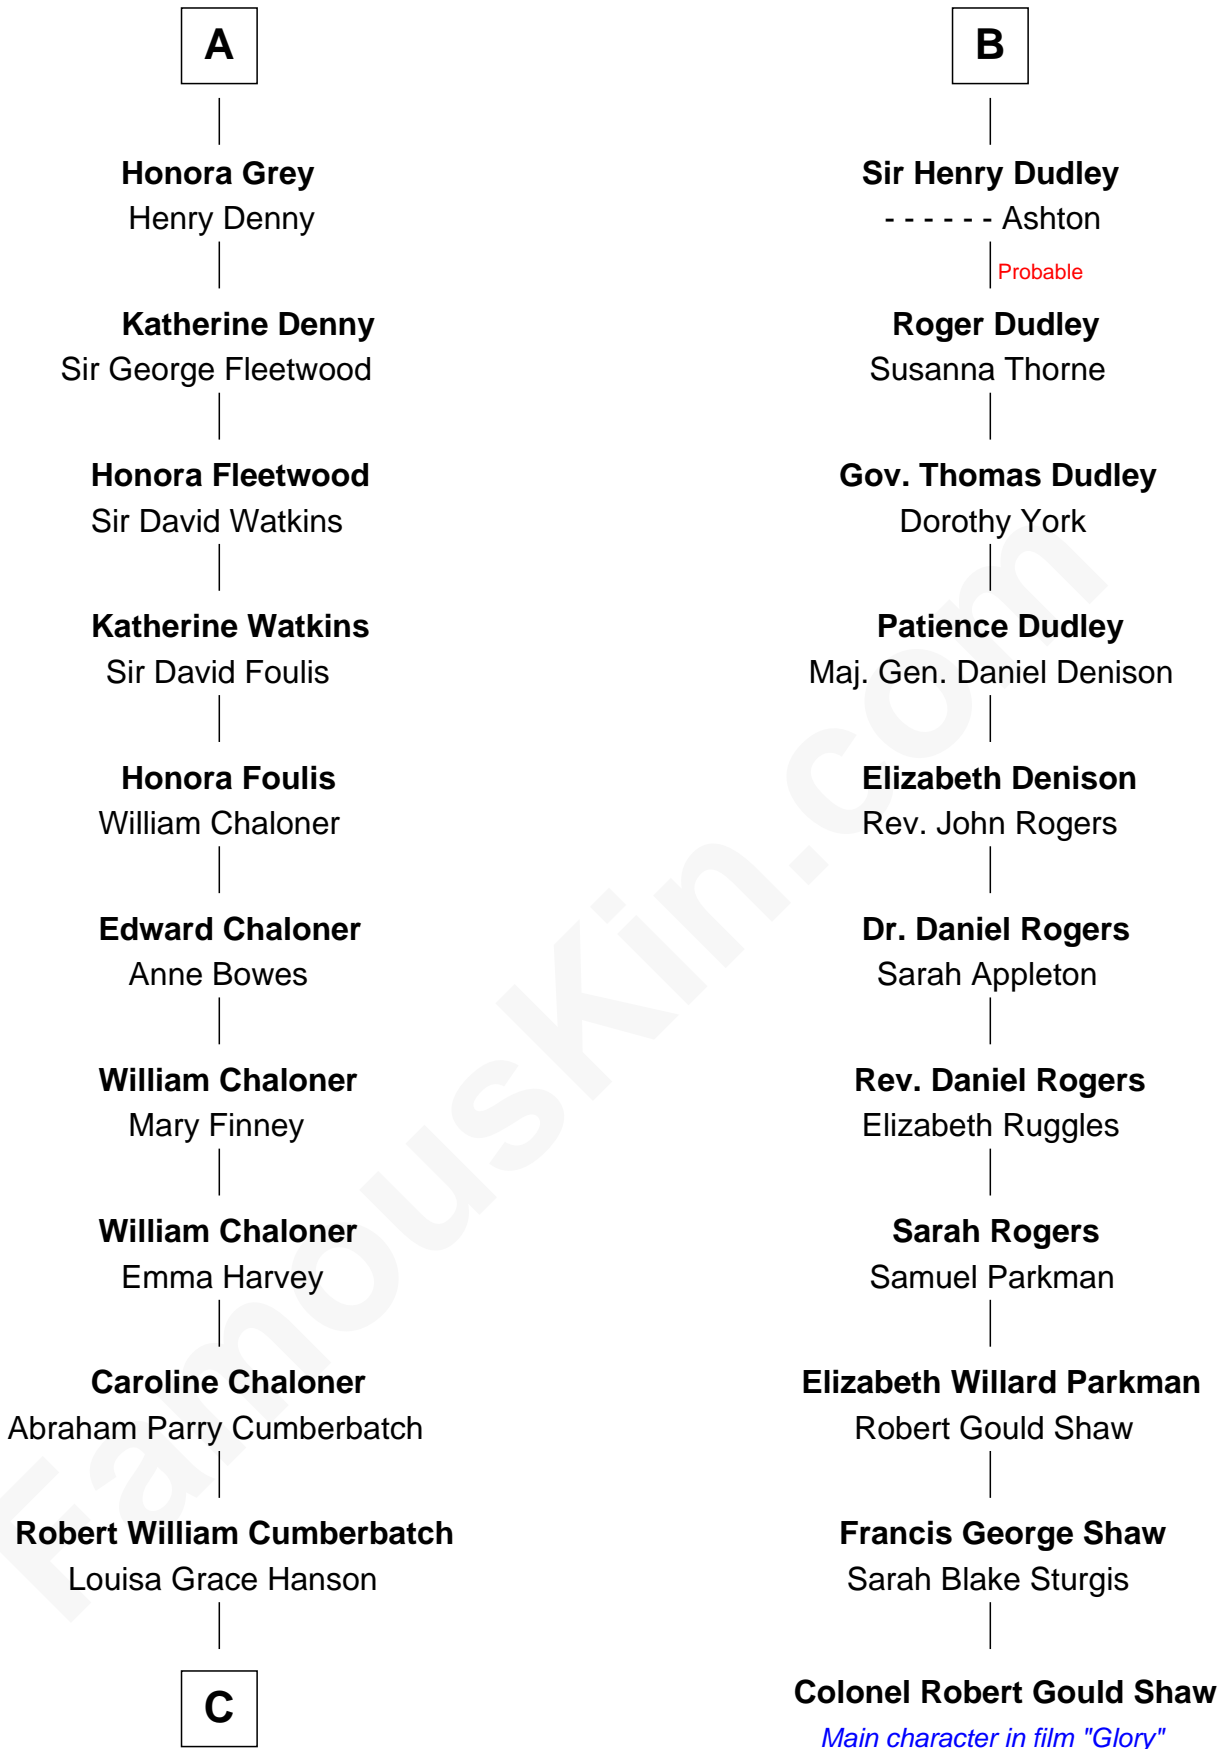 A
Honora Grey
Henry Denny
Katherine Denny
Sir George Fleetwood
Honora Fleetwood
Sir David Watkins
Katherine Watkins
Sir David Foulis
Honora Foulis
William Chaloner
Edward Chaloner
Anne Bowes
William Chaloner
Mary Finney
William Chaloner
Emma Harvey
Caroline Chaloner
Abraham Parry Cumberbatch
Robert William Cumberbatch
Louisa Grace Hanson
C
B
Sir Henry Dudley
- - - - - - Ashton
Probable
Roger Dudley
Susanna Thorne
Gov. Thomas Dudley
Dorothy York
Patience Dudley
Maj. Gen. Daniel Denison
Elizabeth Denison
Rev. John Rogers
Dr. Daniel Rogers
Sarah Appleton
Rev. Daniel Rogers
Elizabeth Ruggles
Sarah Rogers
Samuel Parkman
Elizabeth Willard Parkman
Robert Gould Shaw
Francis George Shaw
Sarah Blake Sturgis
Colonel Robert Gould Shaw
Main character in film "Glory"
FamousKin.com